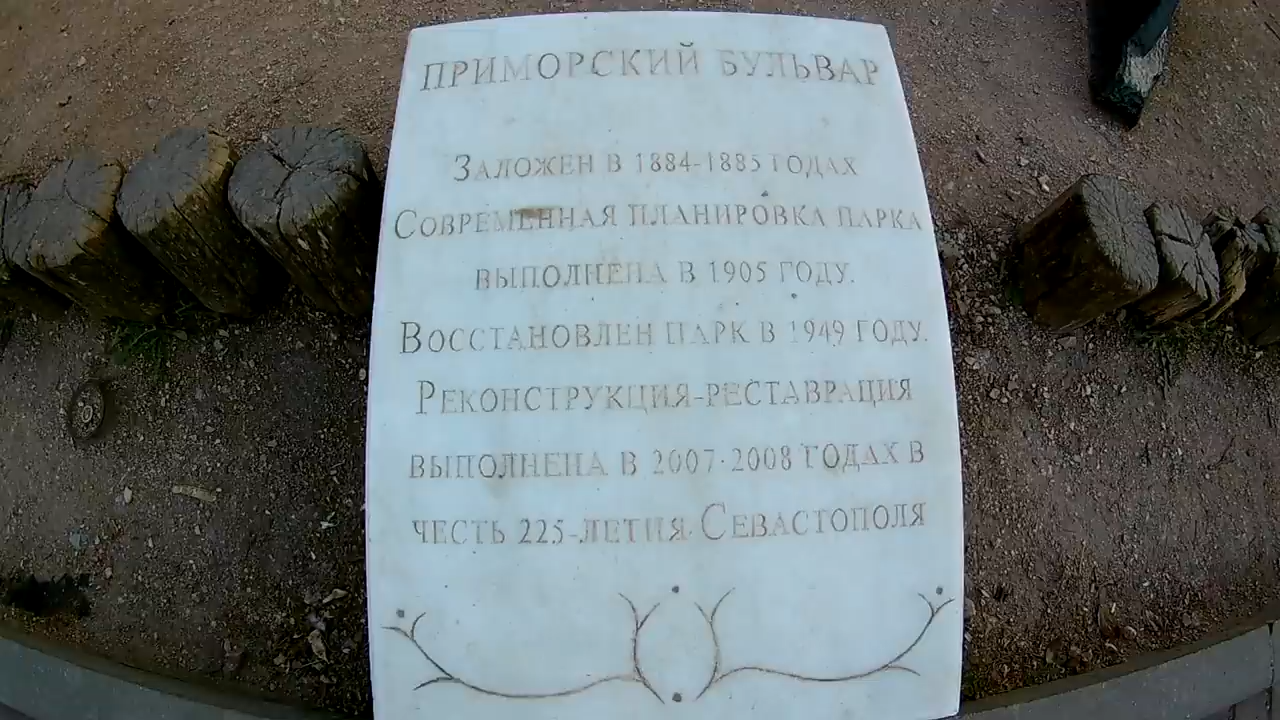 ПРИМОРСКИЙ БУЛЬВАР
ЗАЛОЖЕН В 1884-1885 ГОДАХ
СОВРЕМЕННАЯ ПЛАНИРОВКА ПАРКА
ВЫПОЛНЕНА В 1905 ГОДУ.
ВОССТАНОВЛЕН ПАРК В 1949 ГОДУ.
РЕКОНСТРУКЦИЯ-РЕСТАВРАЦИЯ
ВЫПОЛНЕНА В 2007-2008 ГОДАХ В
ЧЕСТЬ 225-ЛЕТИЯ СЕВАСТОПОЛЯ